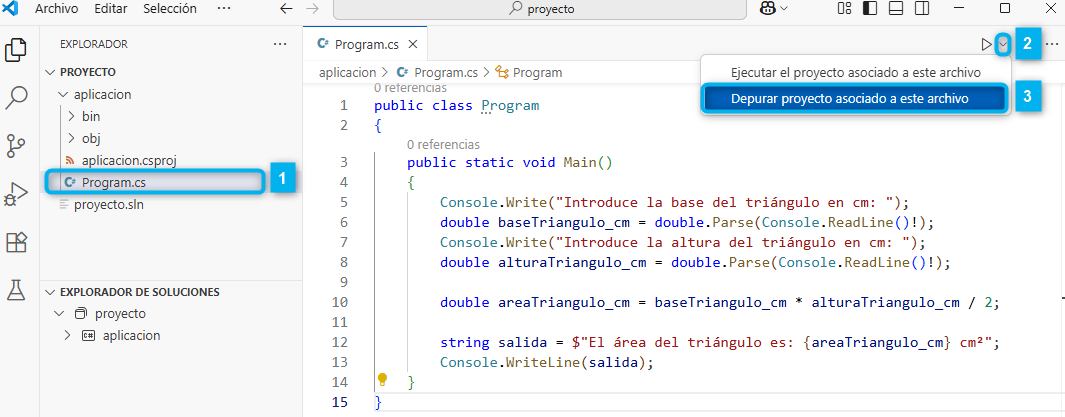 Archivo Editar Selección ··· proyecto
EXPLORADOR ···
PROYECTO
aplicacion
bin
obj
aplicacion.csproj
C# Program.cs 1
proyecto.sln
EXPLORADOR DE SOLUCIONES
proyecto
C# aplicacion
C# Program.cs 2 ···
aplicacion > C# Program.cs > Program
Ejecutar el proyecto asociado a este archivo
Depurar proyecto asociado a este archivo 3
0 referencias
1 public class Program
2 {
0 referencias
3 public static void Main()
4 {
5 Console.Write("Introduce la base del triángulo en cm: ");
6 double baseTriangulo_cm = double.Parse(Console.ReadLine()!);
7 Console.Write("Introduce la altura del triángulo en cm: ");
8 double alturaTriangulo_cm = double.Parse(Console.ReadLine()!);
9
10 double areaTriangulo_cm = baseTriangulo_cm * alturaTriangulo_cm / 2;
11
12 string salida = $"El área del triángulo es: {areaTriangulo_cm} cm²";
13 Console.WriteLine(salida);
14 }
15 }